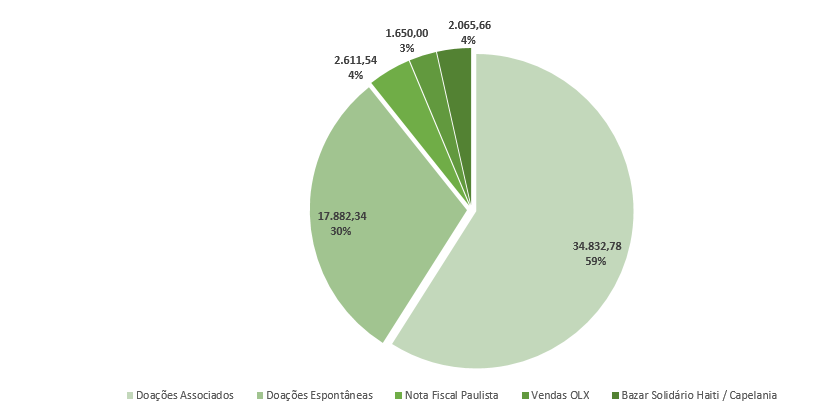 2.065,66
4%
1.650,00
3%
2.611,54
4%
17.882,34
30%
34.832,78
59%
Doações Associados
Doações Espontâneas
Nota Fiscal Paulista
Vendas OLX
Bazar Solidário Haiti / Capelania